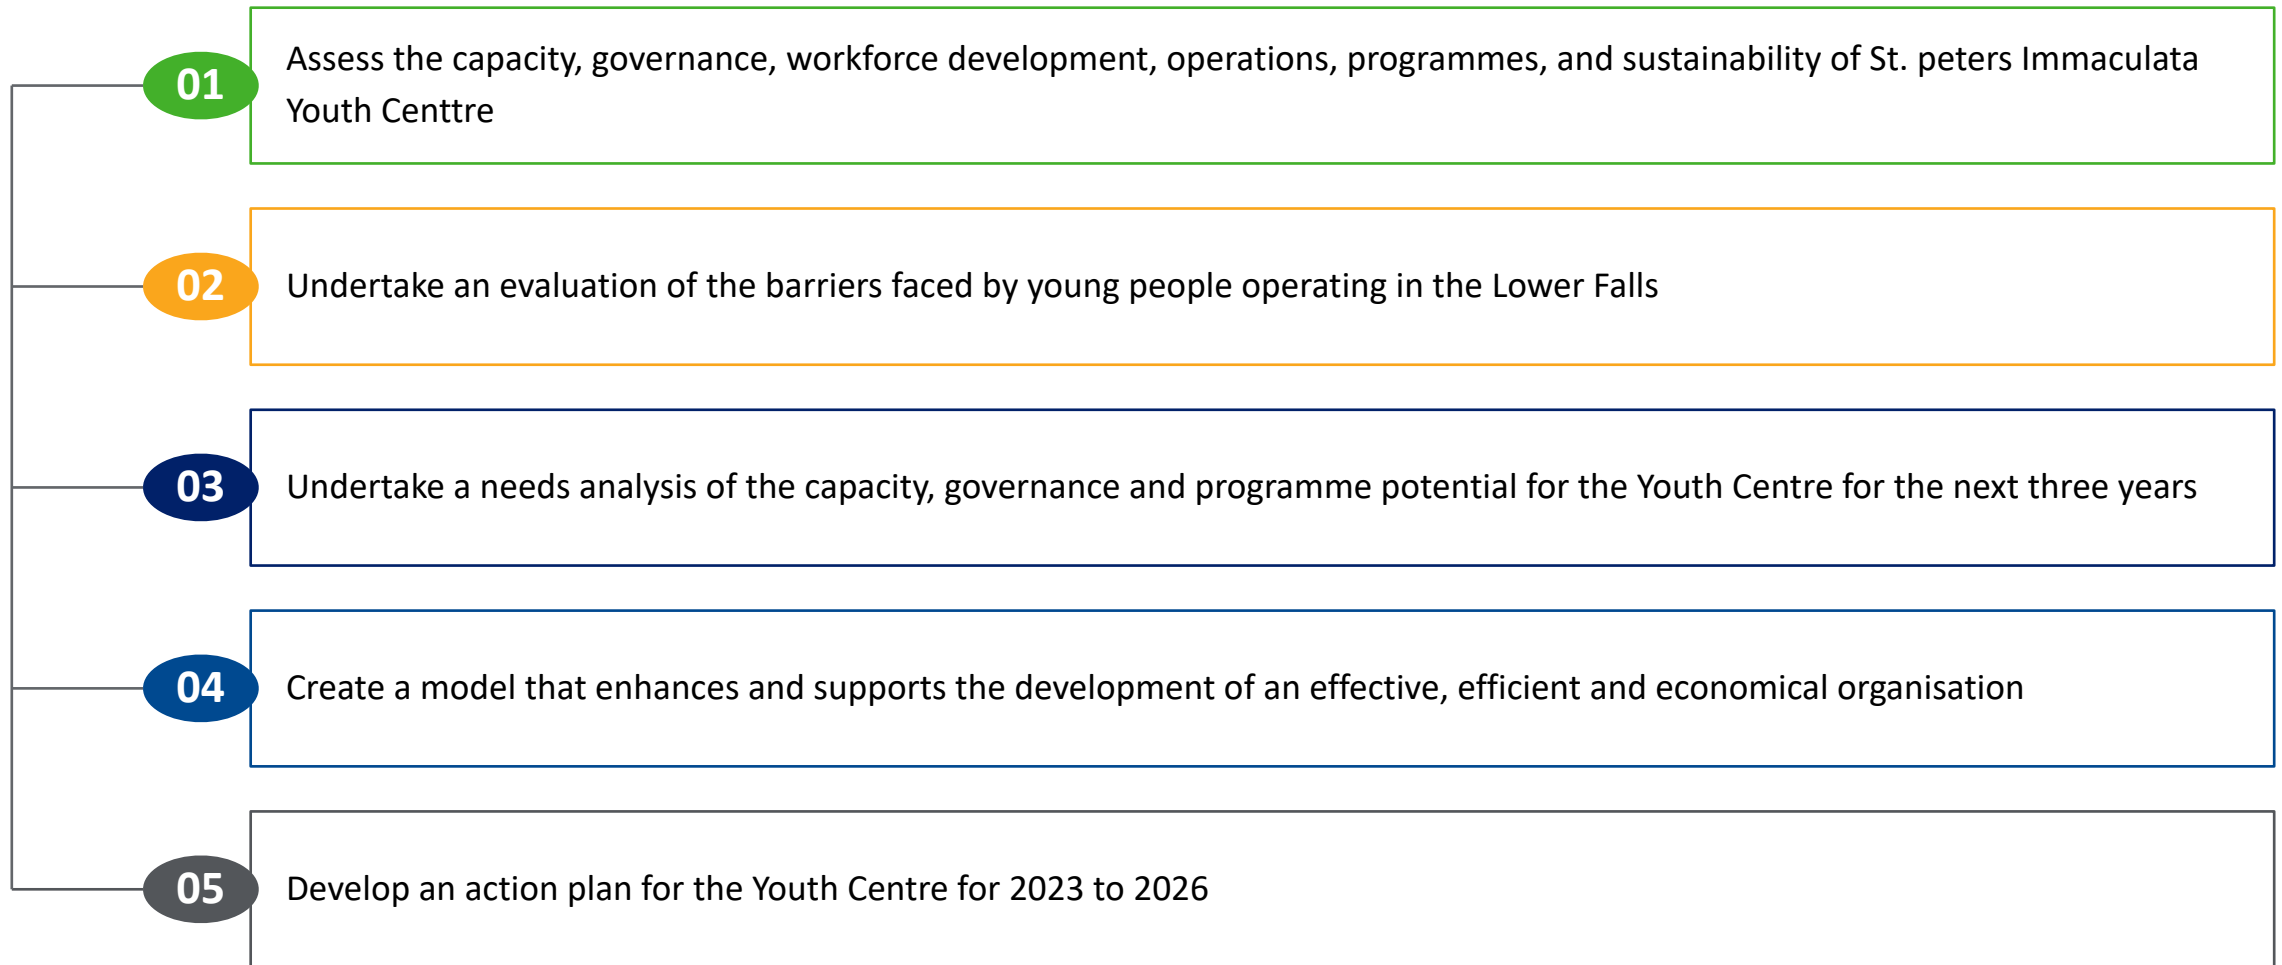 01
Assess the capacity, governance, workforce development, operations, programmes, and sustainability of St. peters Immaculata
Youth Centtre
02
Undertake an evaluation of the barriers faced by young people operating in the Lower Falls
03
Undertake a needs analysis of the capacity, governance and programme potential for the Youth Centre for the next three years
04
Create a model that enhances and supports the development of an effective, efficient and economical organisation
05
Develop an action plan for the Youth Centre for 2023 to 2026